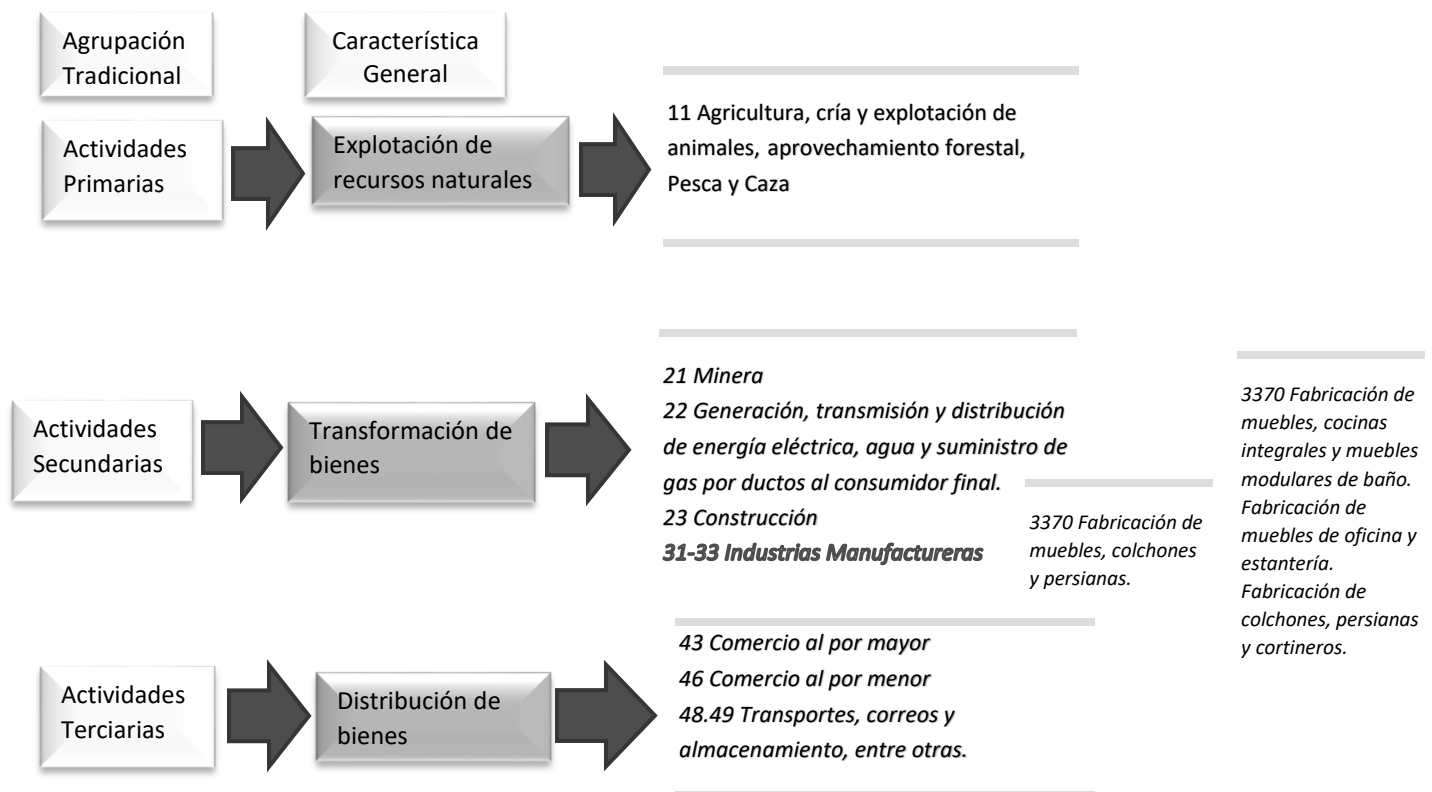 Agrupación
Tradicional
Característica
General
Actividades
Primarias
Explotación de
recursos naturales
11 Agricultura, cría y explotación de
animales, aprovechamiento forestal,
Pesca y Caza
Actividades
Secundarias
Transformación de
bienes
21 Minera
22 Generación, transmisión y distribución
de energía eléctrica, agua y suministro de
gas por ductos al consumidor final.
23 Construcción
31-33 Industrias Manufactureras
3370 Fabricación de
muebles, colchones
y persianas.
3370 Fabricación de
muebles, cocinas
integrales y muebles
modulares de baño.
Fabricación de
muebles de oficina y
estantería.
Fabricación de
colchones, persianas
y cortineros.
Actividades
Terciarias
Distribución de
bienes
43 Comercio al por mayor
46 Comercio al por menor
48.49 Transportes, correos y
almacenamiento, entre otras.